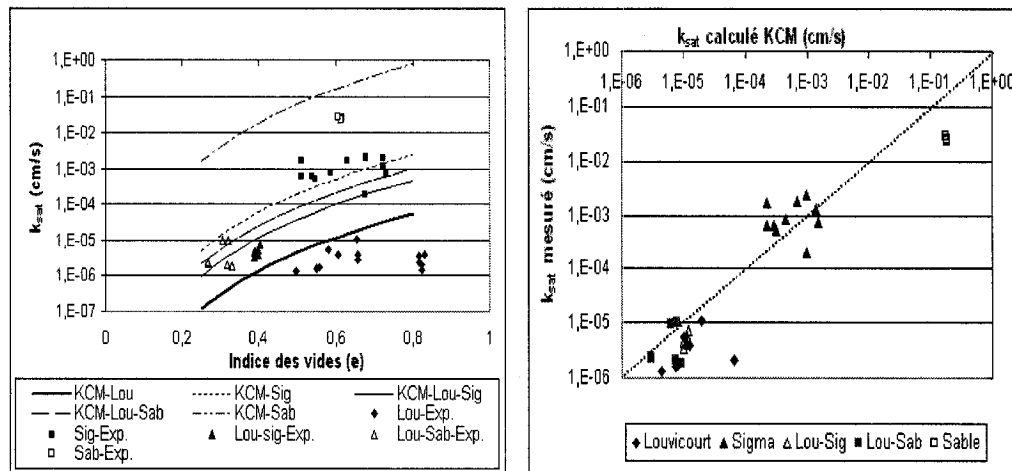 1,E+00
1,E-01
1,E-02
1,E-03
1,E-04
1,E-05
1,E-06
1,E-07
k_sat (cm/s)
0 0,2 0,4 0,6 0,8 1
Indice des vides (e)
KCM-Lou KCM-Sig KCM-Lou-Sig
KCM-Lou-Sab KCM-Sab Lou-Exp.
Sig-Exp. Lou-sig-Exp. Lou-Sab-Exp.
Sab-Exp.
k_sat calculé KCM (cm/s)
1,E-06 1,E-05 1,E-04 1,E-03 1,E-02 1,E-01 1,E+00
1,E+00
1,E-01
1,E-02
1,E-03
1,E-04
1,E-05
1,E-06
k_sat mesuré (cm/s)
Louvicourt Sigma Lou-Sig Lou-Sab Sable